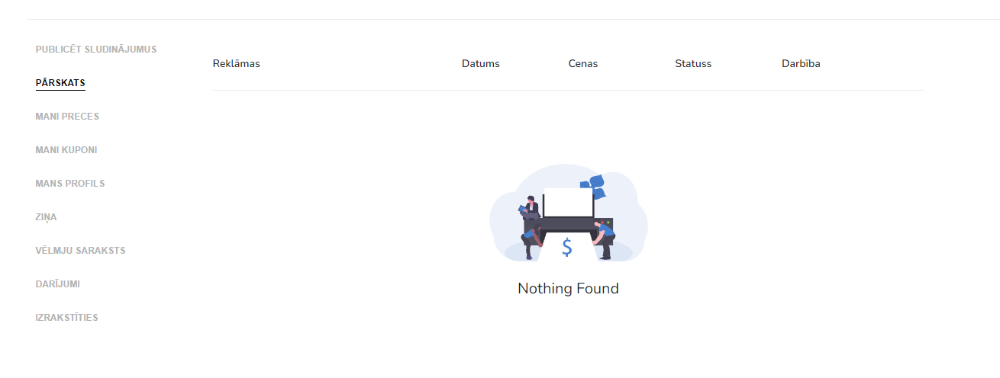 PUBLICĒT SLUDINĀJUMUS
PĀRSKATS
MANI PRECES
MANI KUPONI
MANS PROFILS
ZIŅA
VĒLMJU SARAKSTS
DARĪJUMI
IZRAKSTĪTIES
Reklāmas Datums Cenas Statuss Darbība
$
Nothing Found